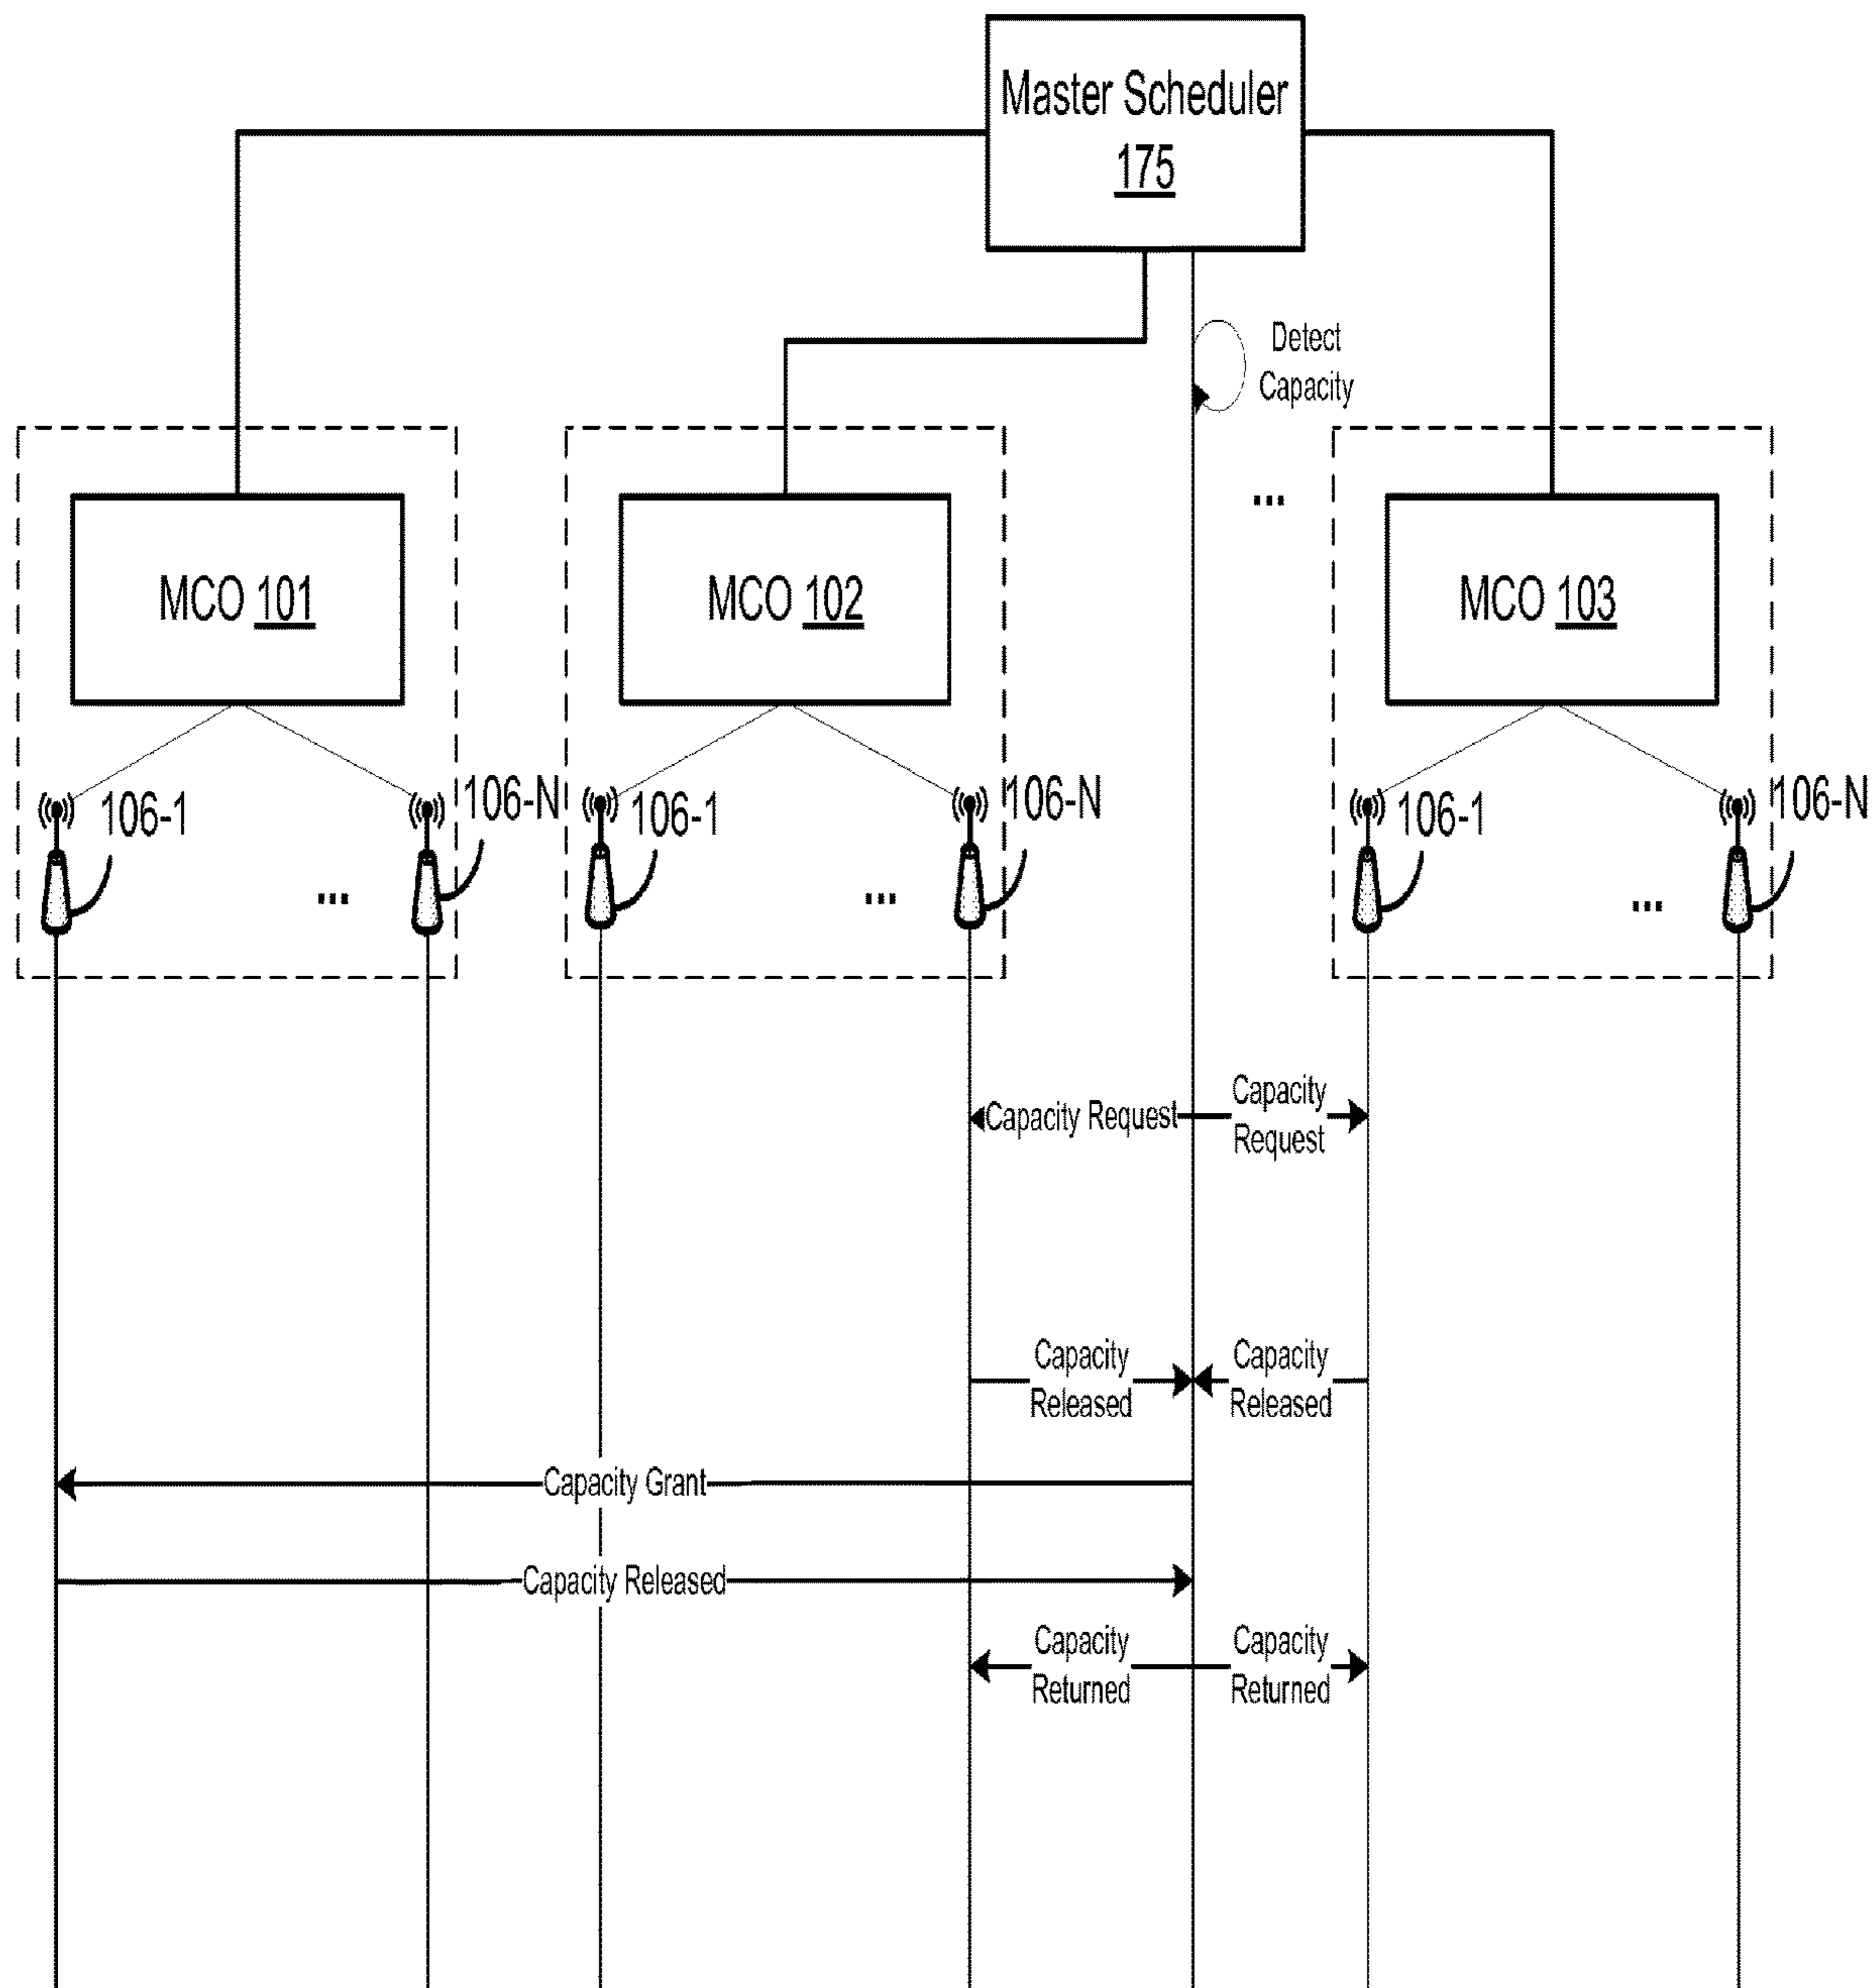 Master Scheduler
175
Detect
Capacity
...
MCO 101
MCO 102
MCO 103
106-1
106-N
106-1
106-N
106-1
106-N
...
...
...
Capacity Request
Capacity
Request
Capacity
Released
Capacity
Released
Capacity Grant
Capacity Released
Capacity
Returned
Capacity
Returned